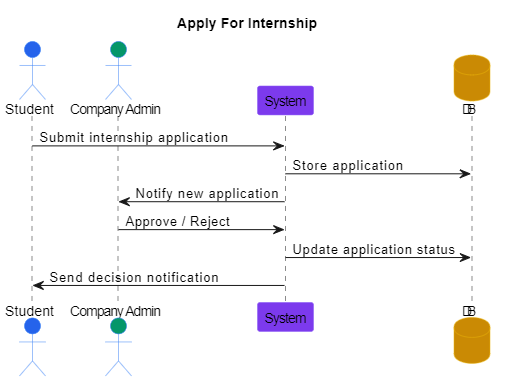 Apply For Internship
Student Company Admin System DB
Submit internship application
Store application
Notify new application
Approve / Reject
Update application status
Send decision notification
Student Company Admin System DB